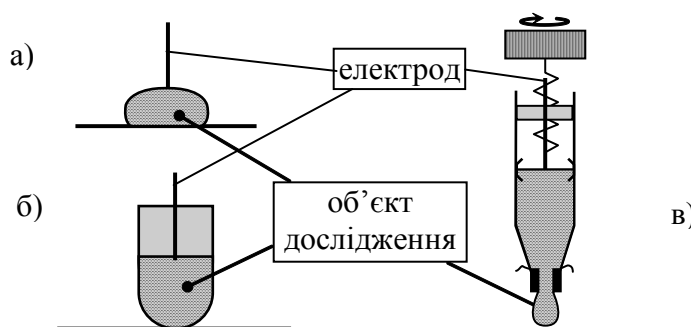 а)
електрод
б)
об’єкт
дослідження
в)